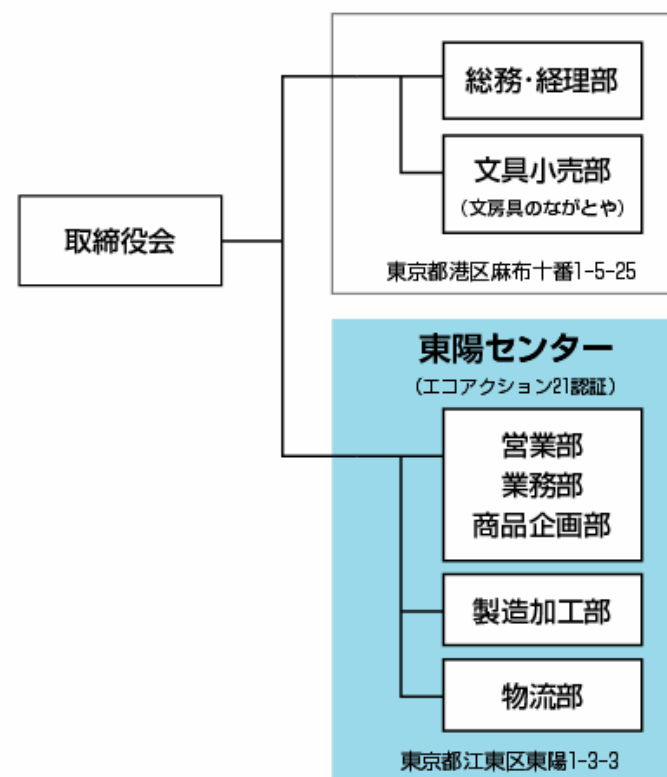 取締役会
総務・経理部
文具小売部
（文房具のながとや）
東京都港区麻布十番1-5-25
東陽センター
（エコアクション21認証）
営業部
業務部
商品企画部
製造加工部
物流部
東京都江東区東陽1-3-3